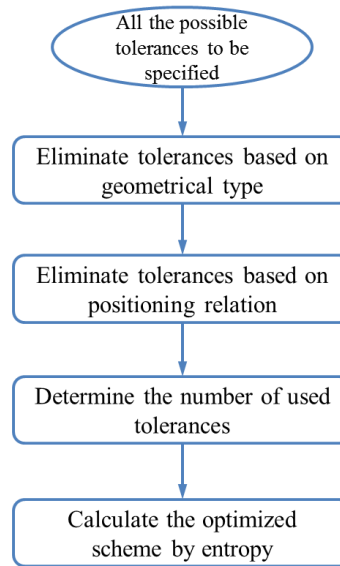 All the possible
tolerances to be
specified
Eliminate tolerances based on
geometrical type
Eliminate tolerances based on
positioning relation
Determine the number of used
tolerances
Calculate the optimized
scheme by entropy